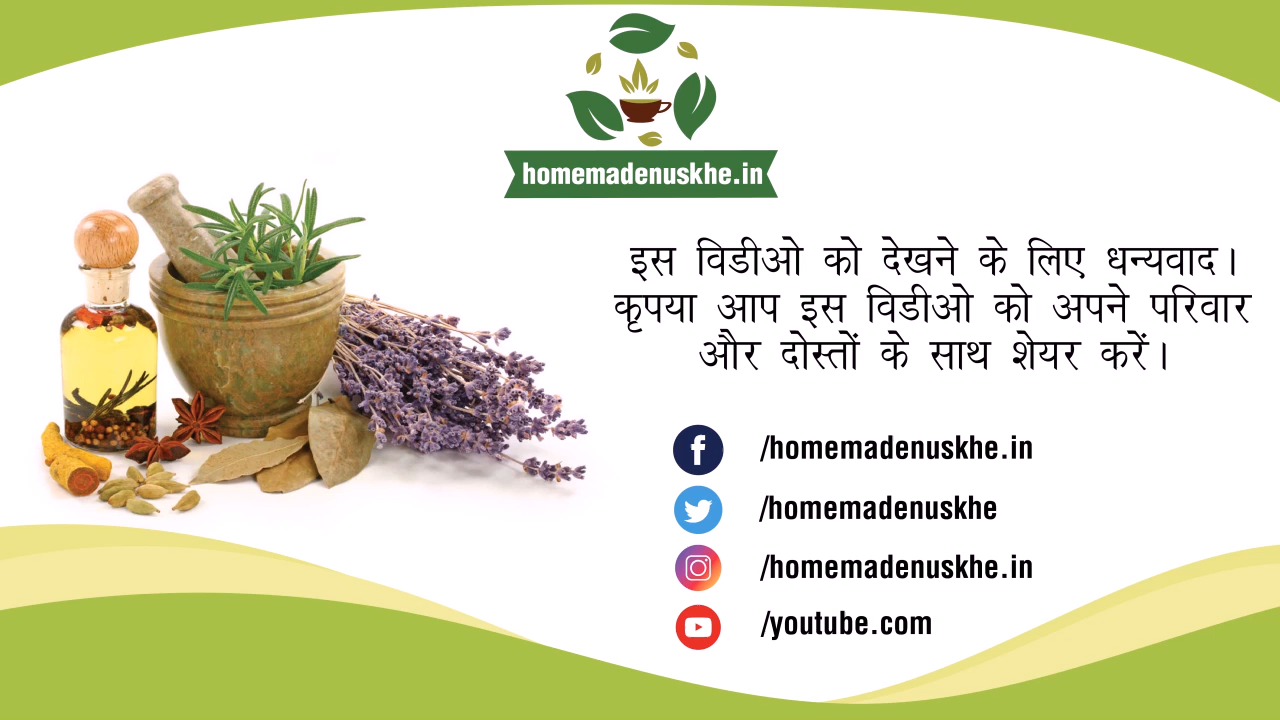 homemadenuskhe.in
इस विडीओ को देखने के लिए धन्यवाद।
कृपया आप इस विडीओ को अपने परिवार
और दोस्तों के साथ शेयर करें।
/homemadenuskhe.in
/homemadenuskhe
/homemadenuskhe.in
/youtube.com